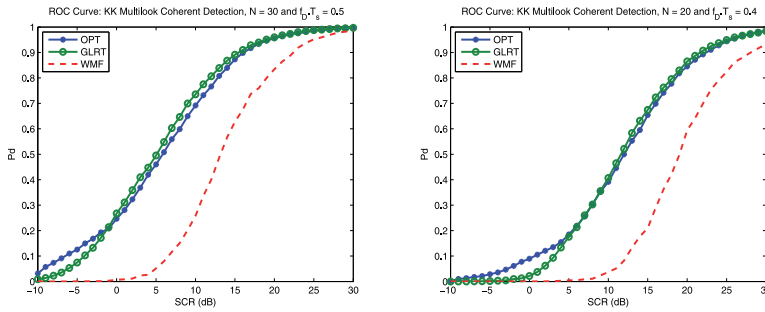 ROC Curve: KK Multilook Coherent Detection, N = 30 and f_D.T_s = 0.5
1
0.9
0.8
0.7
0.6
0.5
0.4
0.3
0.2
0.1
0
Pd
OPT
GLRT
WMF
-10 -5 0 5 10 15 20 25 30
SCR (dB)
ROC Curve: KK Multilook Coherent Detection, N = 20 and f_D.T_s = 0.4
1
0.9
0.8
0.7
0.6
0.5
0.4
0.3
0.2
0.1
0
Pd
OPT
GLRT
WMF
-10 -5 0 5 10 15 20 25 30
SCR (dB)